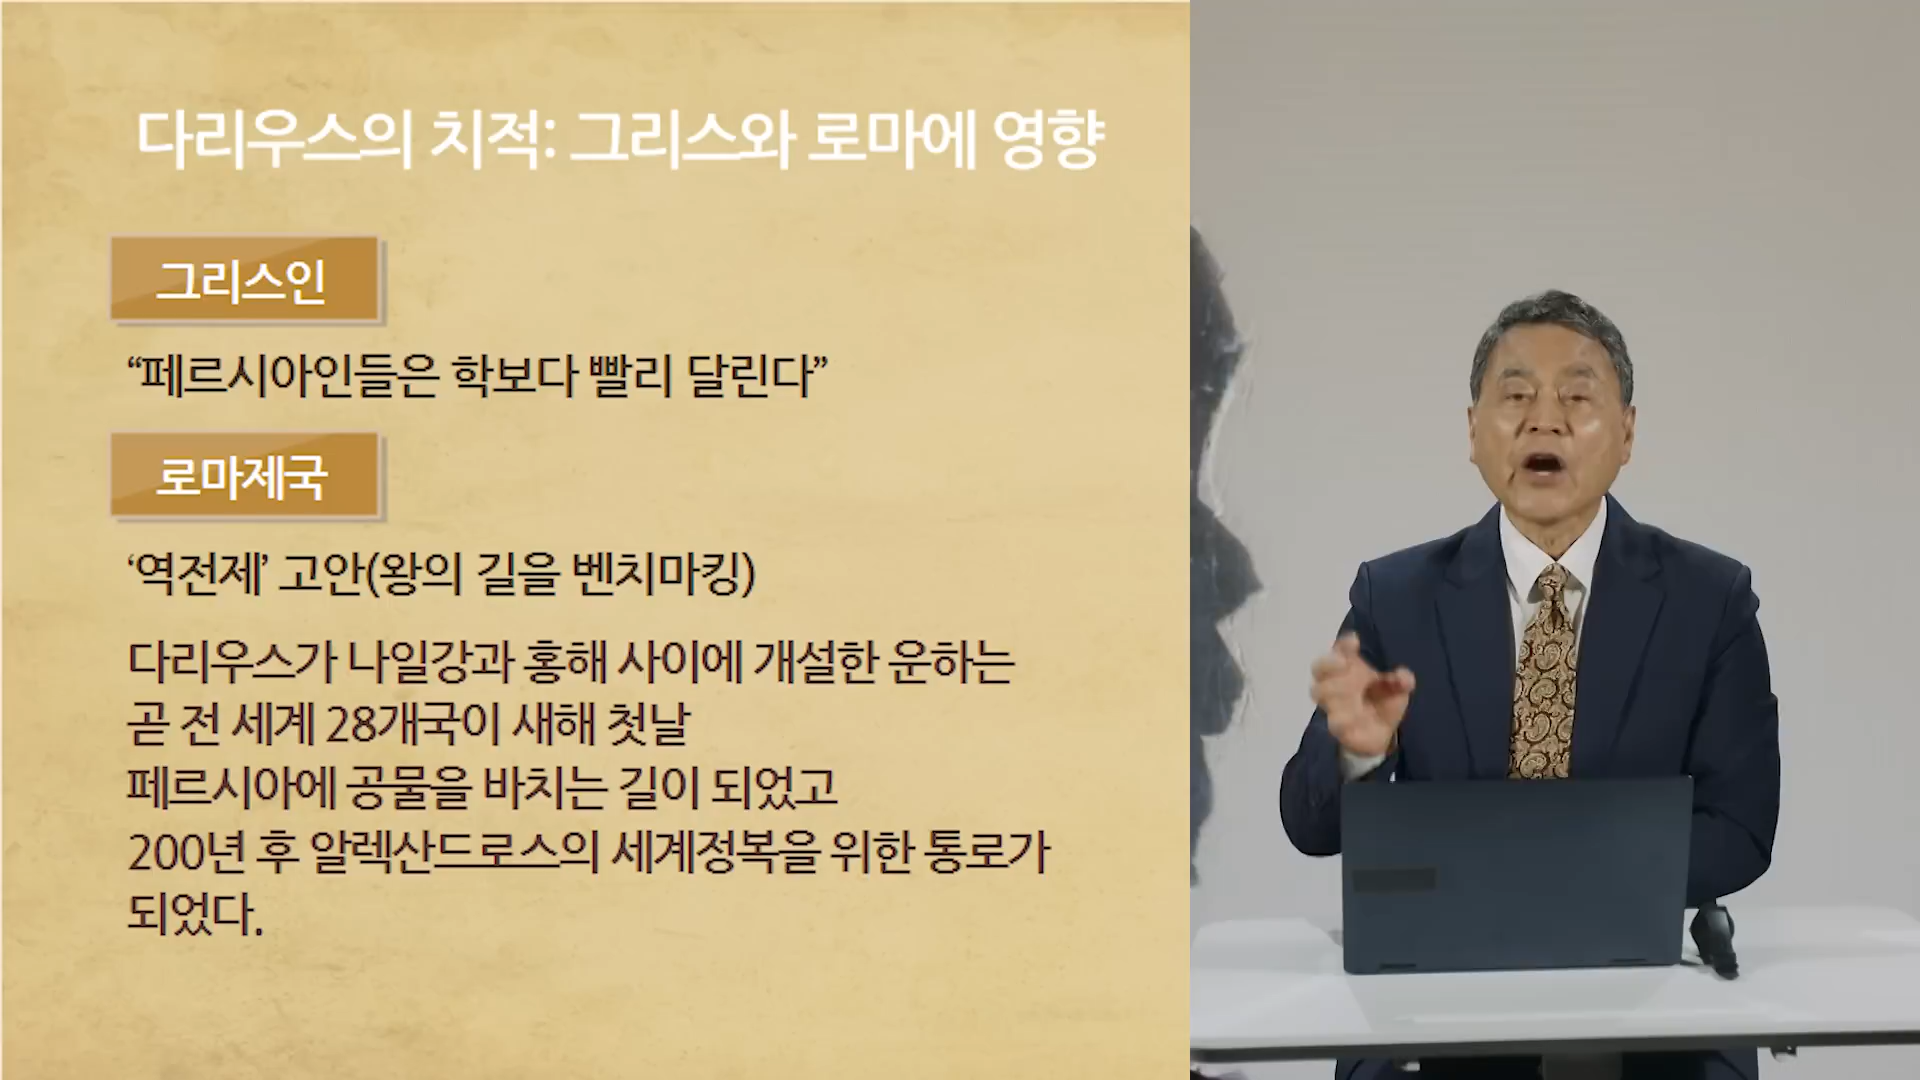 다리우스의 치적: 그리스와 로마에 영향
그리스인
“페르시아인들은 학보다 빨리 달린다”
로마제국
‘역전제’ 고안(왕의 길을 벤치마킹)
다리우스가 나일강과 홍해 사이에 개설한 운하는
곧 전 세계 28개국이 새해 첫날
페르시아에 공물을 바치는 길이 되었고
200년 후 알렉산드로스의 세계정복을 위한 통로가
되었다.